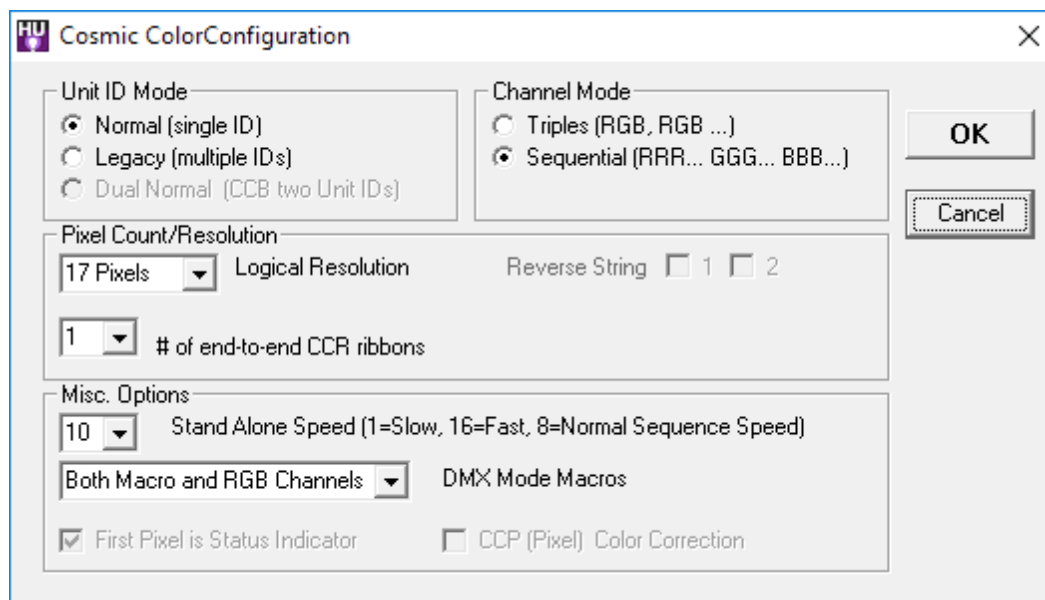 HU
Cosmic ColorConfiguration
Unit ID Mode
Normal (single ID)
Legacy (multiple IDs)
Dual Normal (CCB two Unit IDs)
Channel Mode
Triples (RGB, RGB ...)
Sequential (RRR... GGG... BBB...)
OK
Cancel
Pixel Count/Resolution
17 Pixels Logical Resolution Reverse String 1 2
1 # of end-to-end CCR ribbons
Misc. Options
10 Stand Alone Speed (1=Slow, 16=Fast, 8=Normal Sequence Speed)
Both Macro and RGB Channels DMX Mode Macros
First Pixel is Status Indicator CCP (Pixel) Color Correction